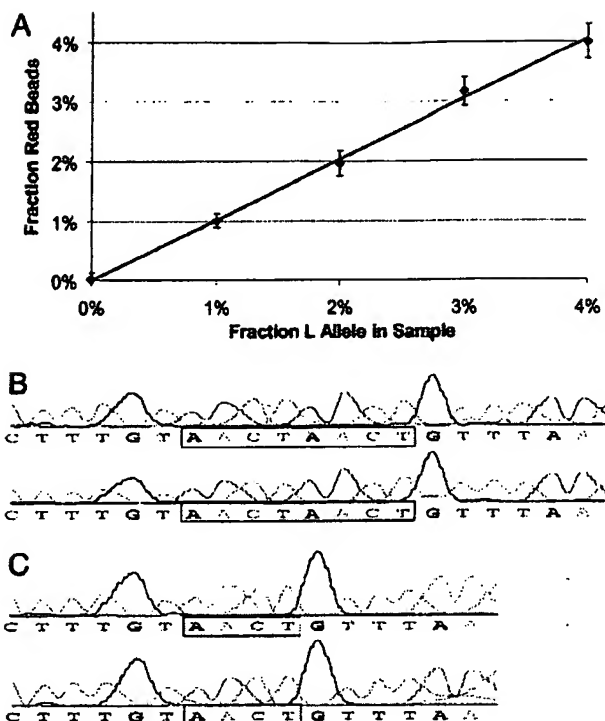 A
4%
3%
2%
1%
0%
Fraction Red Beads
0% 1% 2% 3% 4%
Fraction L Allele in Sample
B
C T T T G T A A C T A A C T G T T T A A
C T T T G T A A C T A A C T G T T T A A
C
C T T T G T A A C T G T T T A A
C T T T G T A A C T G T T T A A